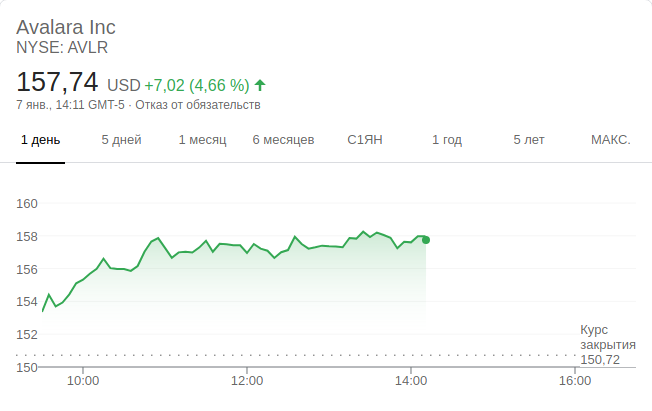 Avalara Inc
NYSE: AVLR
157,74 USD +7,02 (4,66 %)
7 янв., 14:11 GMT-5 · Отказ от обязательств
1 день 5 дней 1 месяц 6 месяцев С1ЯН 1 год 5 лет МАКС.
160
158
156
154
152
150
Курс
закрытия
150,72
10:00 12:00 14:00 16:00